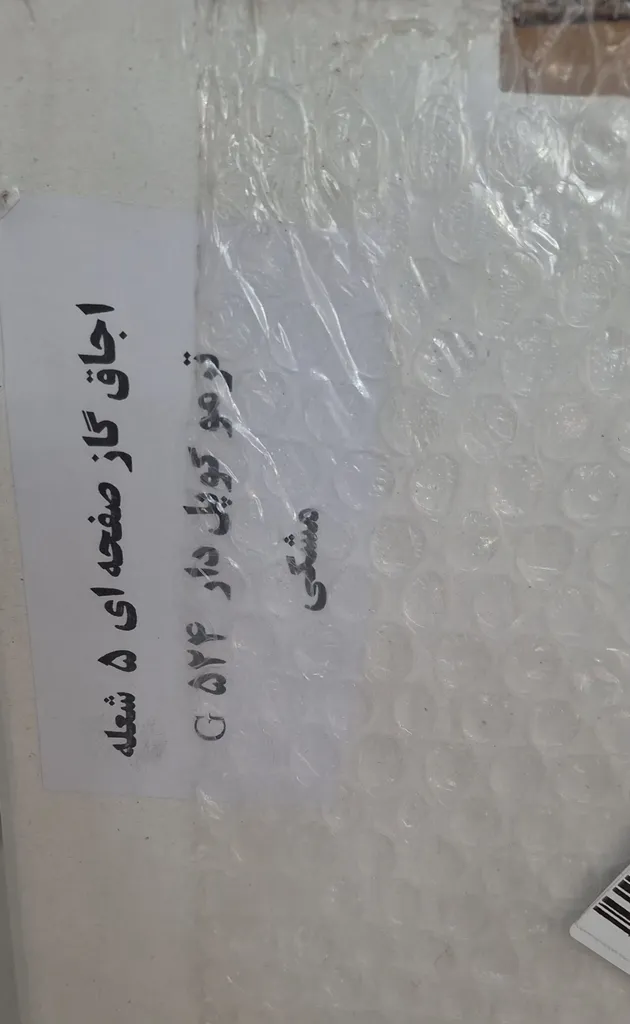 اجاق گاز صفحه ای ۵ شعله
ترمو کوپل دار G ۵۲۴
مشکی